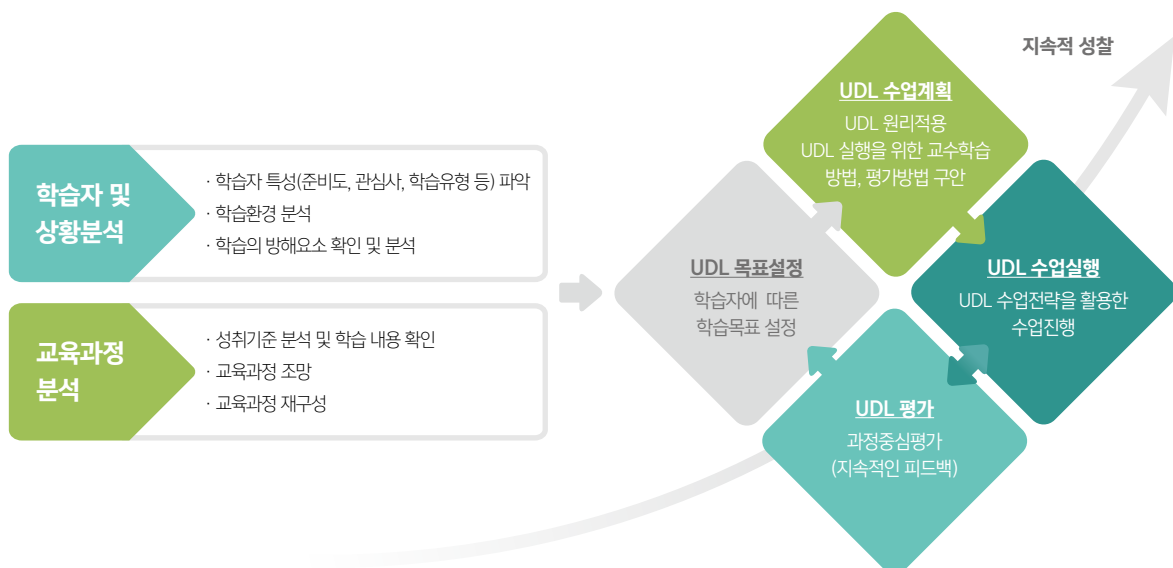 학습자 및
상황분석
· 학습자 특성(준비도, 관심사, 학습유형 등) 파악
· 학습환경 분석
· 학습의 방해요소 확인 및 분석
교육과정
분석
· 성취기준 분석 및 학습 내용 확인
· 교육과정 조망
· 교육과정 재구성
UDL 목표설정
학습자에 따른
학습목표 설정
UDL 수업계획
UDL 원리적용
UDL 실행을 위한 교수학습
방법, 평가방법 구안
UDL 수업실행
UDL 수업전략을 활용한
수업진행
UDL 평가
과정중심평가
(지속적인 피드백)
지속적 성찰